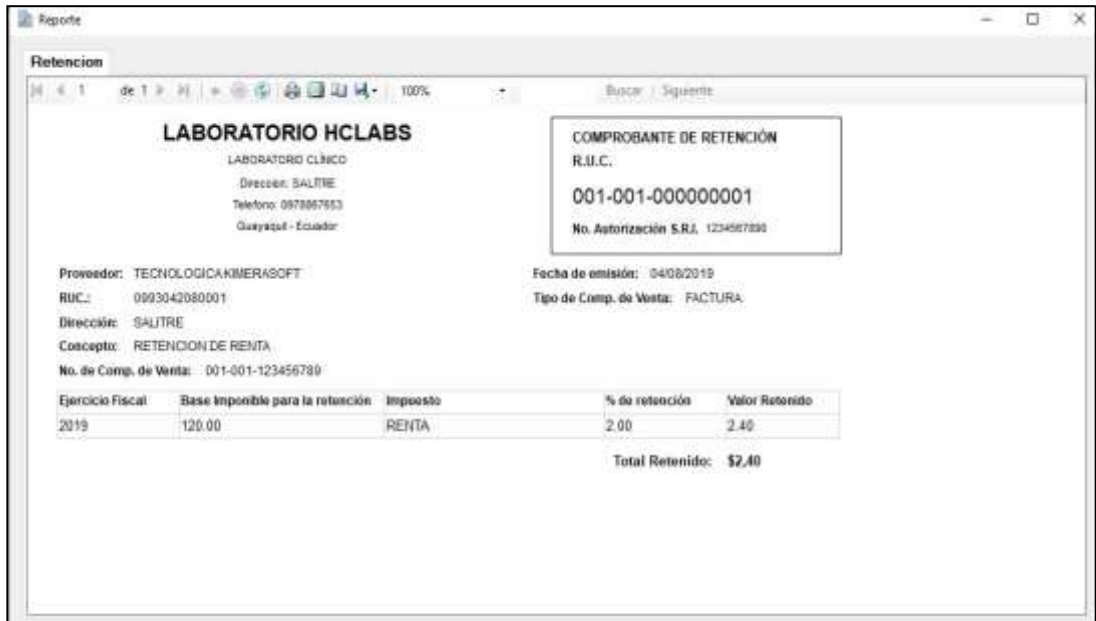 Reporte
Retencion
1 de 1 100% Buscar | Siguiente
LABORATORIO HCLABS
LABORATORIO CLÍNICO
Direccion: SALITRE
Telefono: 0978867653
Guayaquil - Ecuador
COMPROBANTE DE RETENCIÓN
R.U.C.
001-001-000000001
No. Autorización S.R.I. 1234567890
Proveedor: TECNOLOGICAKIMERASOFT
RUC.: 0993042080001
Dirección: SALITRE
Concepto: RETENCION DE RENTA
No. de Comp. de Venta: 001-001-123456789
Fecha de emisión: 04/08/2019
Tipo de Comp. de Venta: FACTURA
Ejercicio Fiscal Base Imponible para la retención Impuesto % de retención Valor Retenido
2019 120.00 RENTA 2.00 2.40
Total Retenido: $2,40